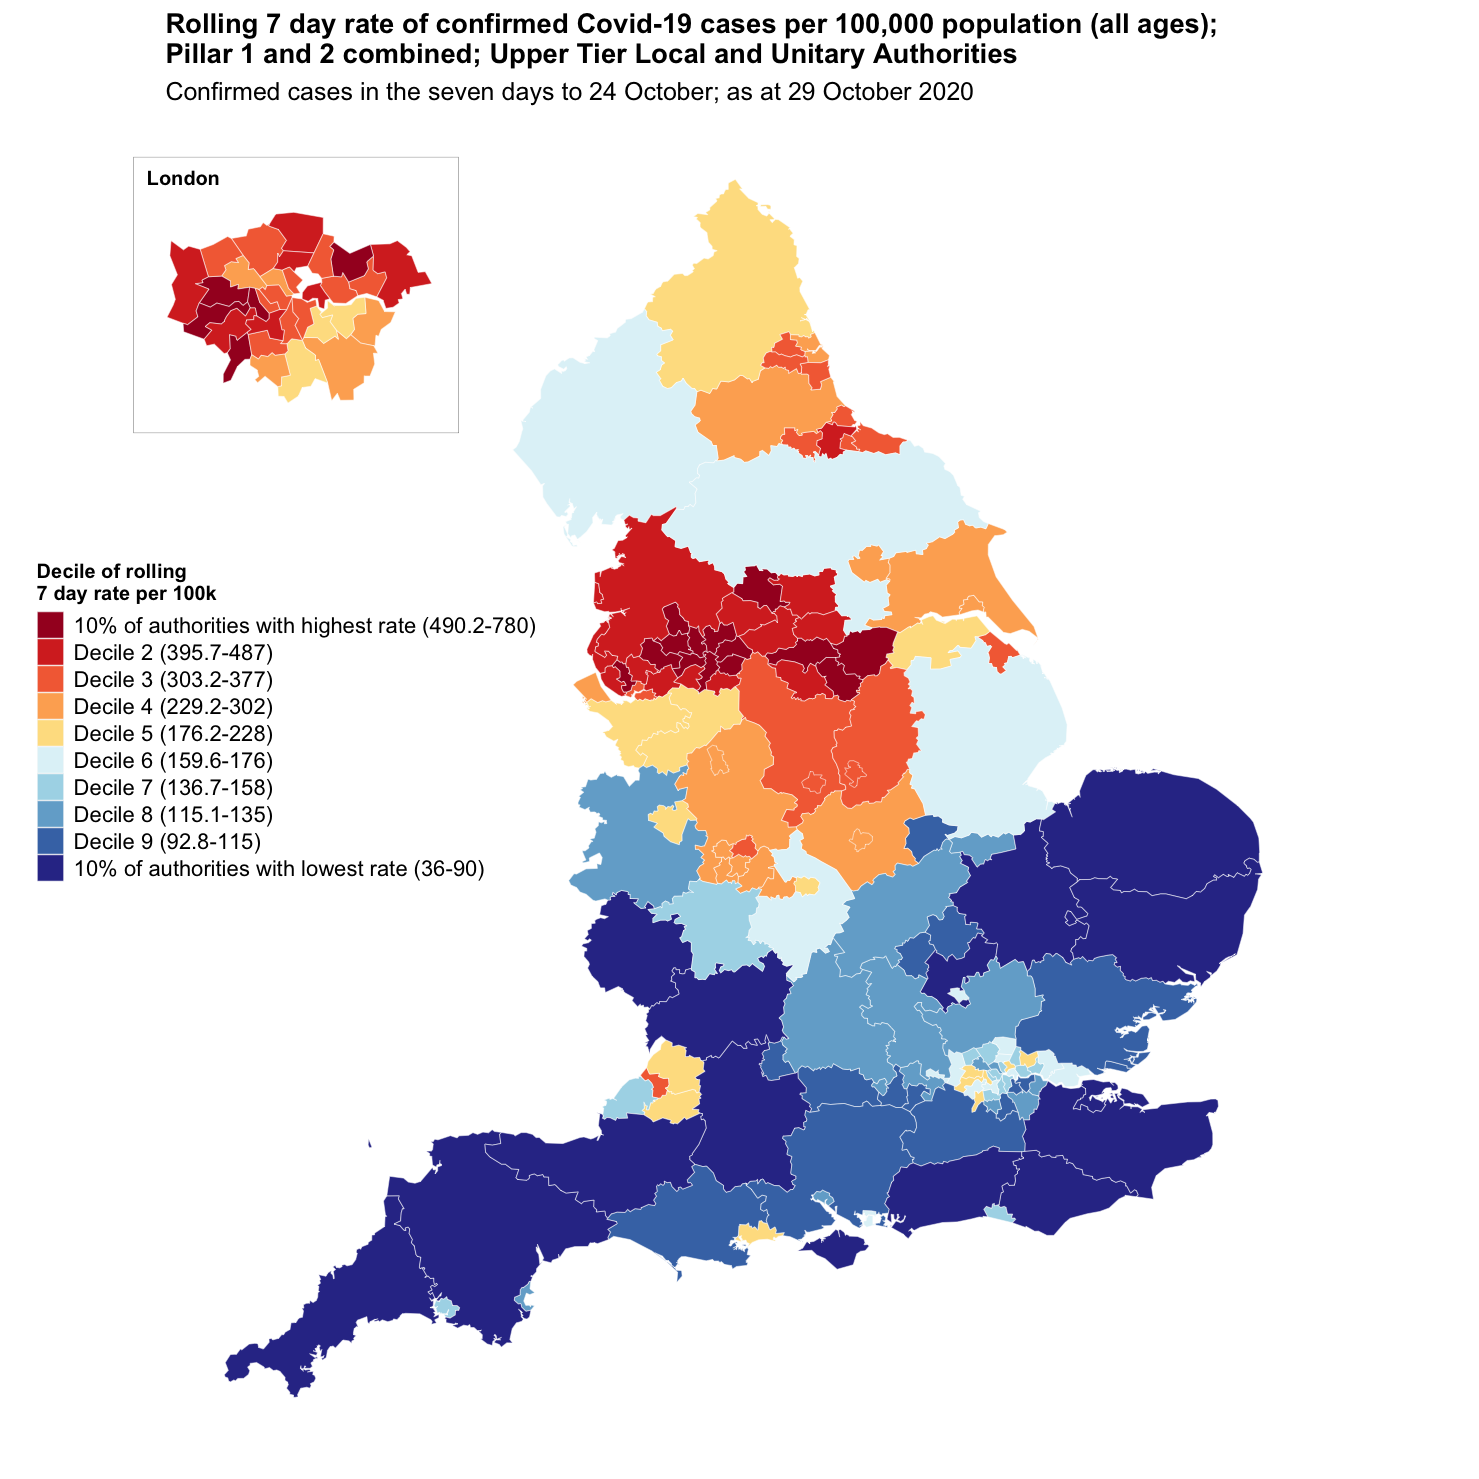 Rolling 7 day rate of confirmed Covid-19 cases per 100,000 population (all ages);
Pillar 1 and 2 combined; Upper Tier Local and Unitary Authorities
Confirmed cases in the seven days to 24 October; as at 29 October 2020
London
Decile of rolling
7 day rate per 100k
10% of authorities with highest rate (490.2-780)
Decile 2 (395.7-487)
Decile 3 (303.2-377)
Decile 4 (229.2-302)
Decile 5 (176.2-228)
Decile 6 (159.6-176)
Decile 7 (136.7-158)
Decile 8 (115.1-135)
Decile 9 (92.8-115)
10% of authorities with lowest rate (36-90)